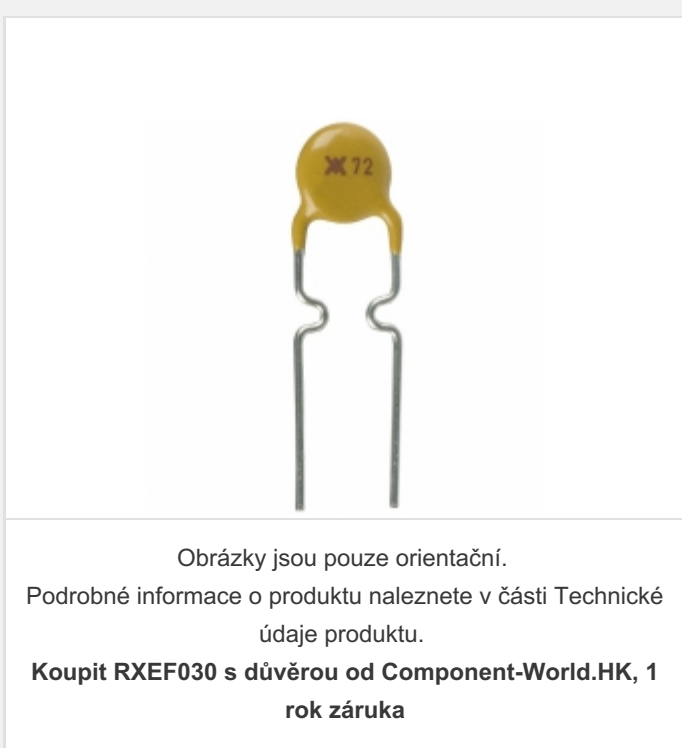 72
Obrázky jsou pouze orientační.
Podrobné informace o produktu naleznete v části Technické
údaje produktu.
Koupit RXEF030 s důvěrou od Component-World.HK, 1
rok záruka